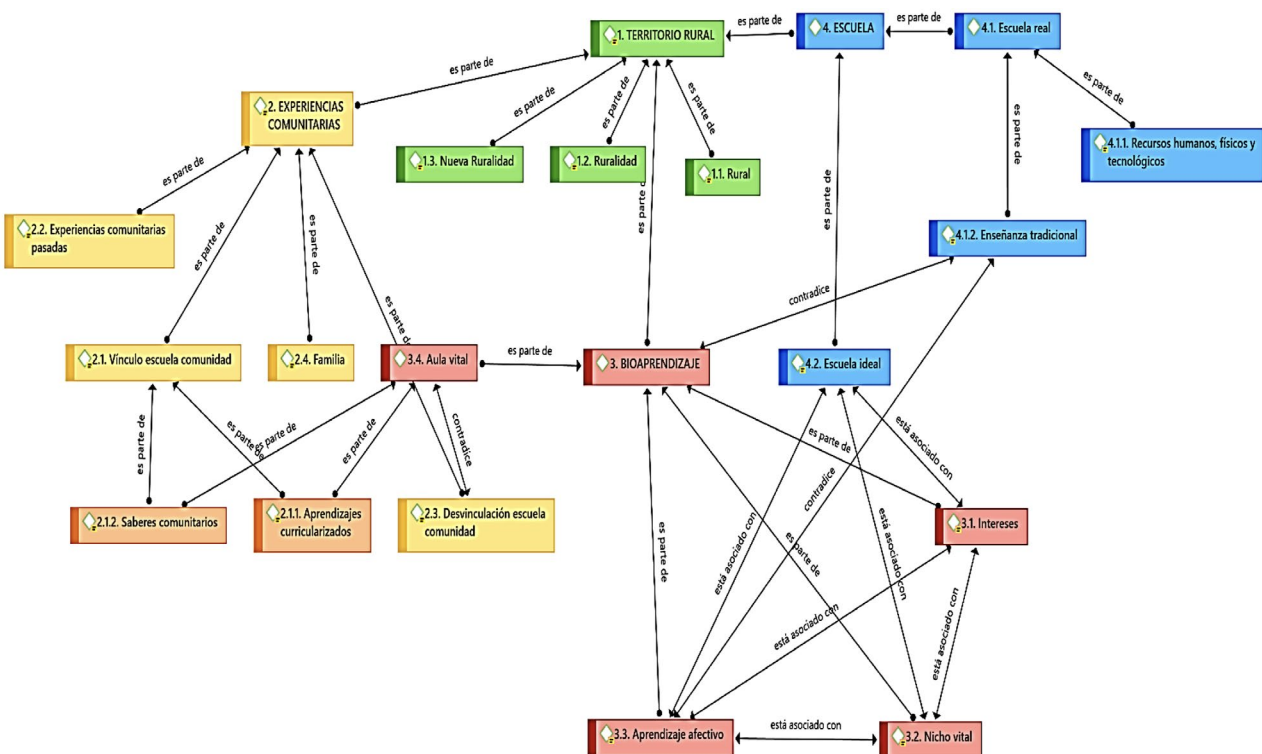 es parte de
es parte de
1. TERRITORIO RURAL
4. ESCUELA
4.1. Escuela real
es parte de
es parte de
es parte de
es parte de
es parte de
2. EXPERIENCIAS
COMUNITARIAS
es parte de
1.3. Nueva Ruralidad
1.2. Ruralidad
1.1. Rural
4.1.1. Recursos humanos, físicos y
tecnológicos
es parte de
es parte de
es parte de
2.2. Experiencias comunitarias
pasadas
es parte de
es parte de
es parte de
4.1.2. Enseñanza tradicional
contradice
es parte de
2.1. Vínculo escuela comunidad
2.4. Familia
3.4. Aula vital
es parte de
3. BIOAPRENDIZAJE
4.2. Escuela ideal
es parte de
es parte de
es parte de
es parte de
contradice
es parte de
está asociado con
2.1.2. Saberes comunitarios
2.1.1. Aprendizajes
curricularizados
2.3. Desvinculación escuela
comunidad
contradice
3.1. Intereses
es parte de
está asociado con
es parte de
está asociado con
está asociado con
está asociado con
3.3. Aprendizaje afectivo
está asociado con
3.2. Nicho vital